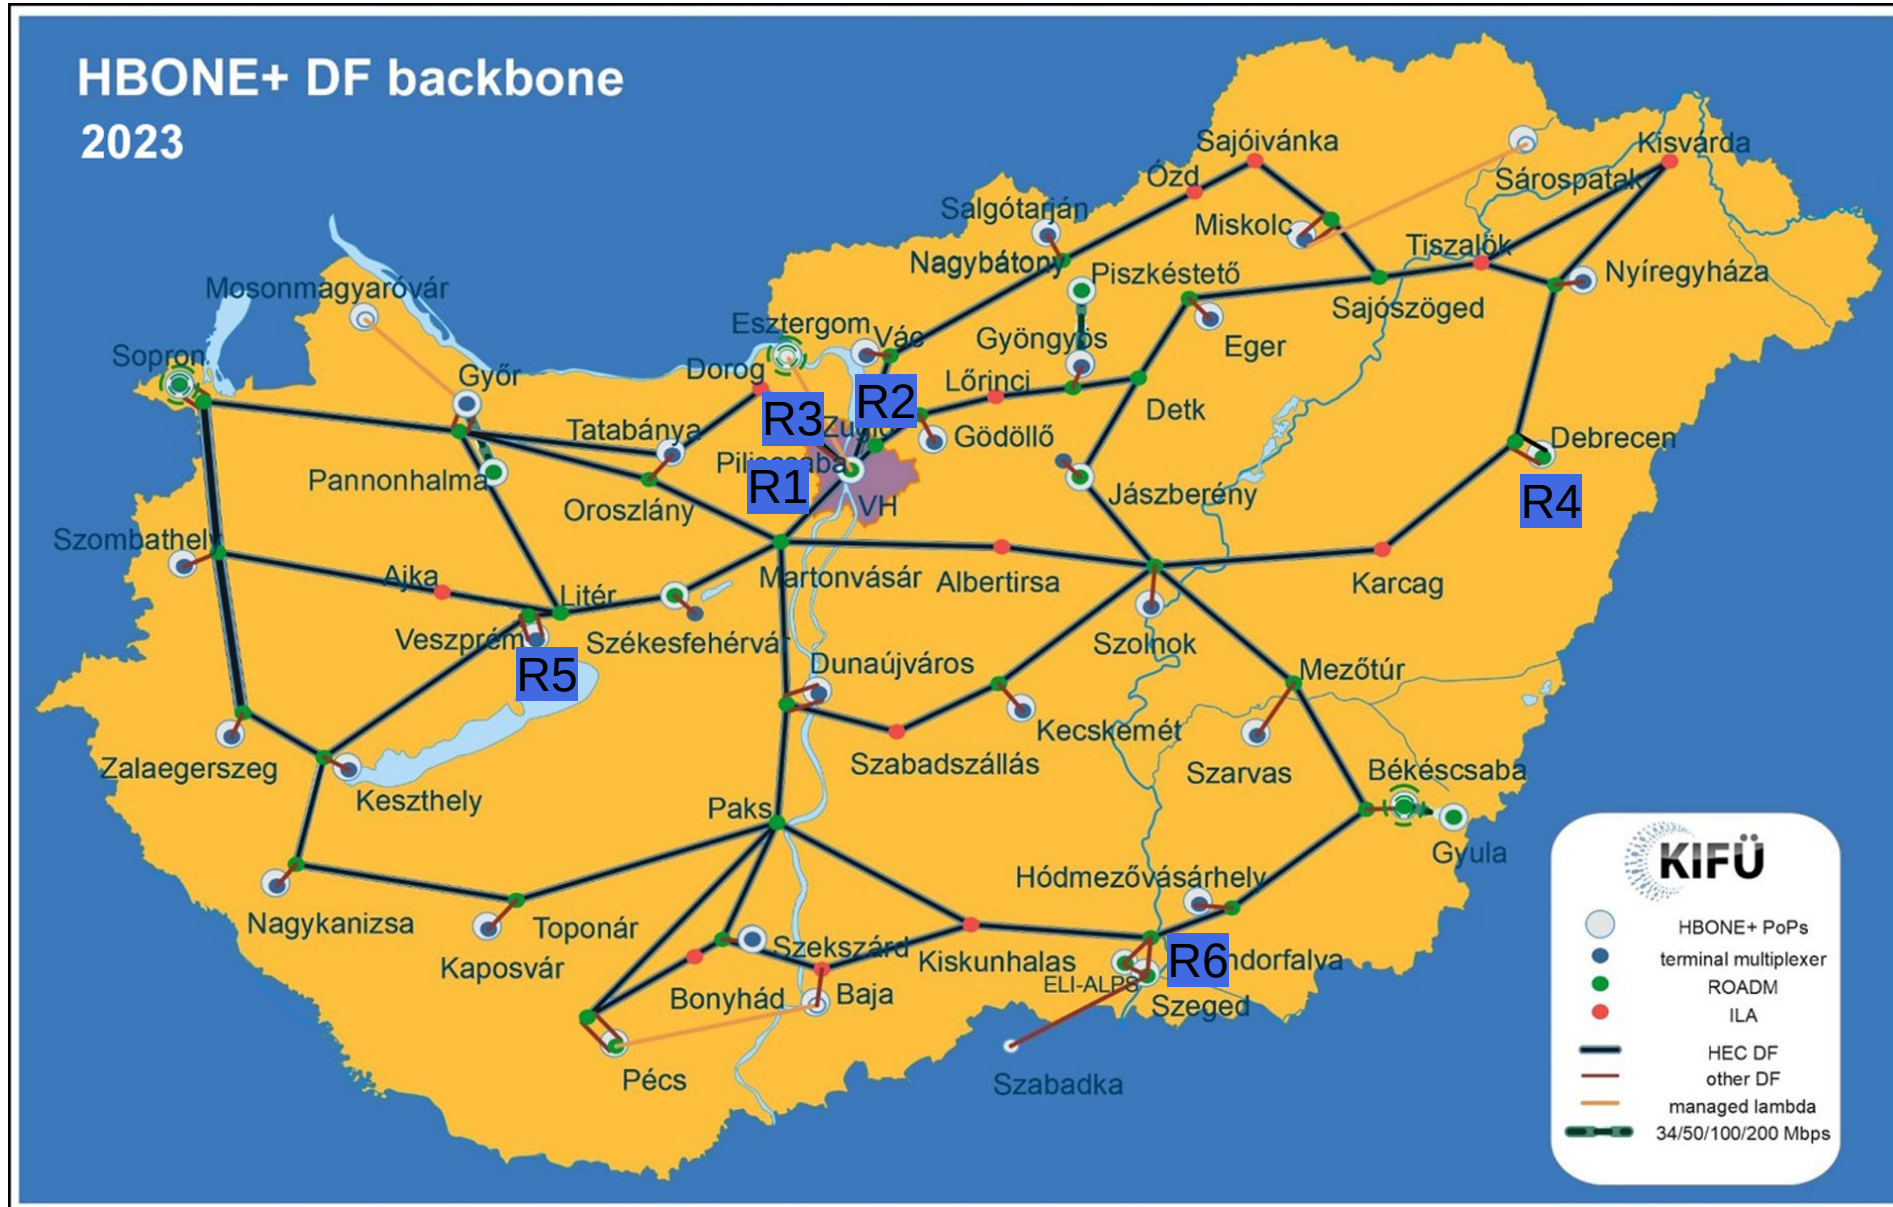 HBONE+ DF backbone
2023
Sajóivánka
Kisvárda
Ózd
Sárospatak
Salgótarján
Miskolc
Tiszalök
Nagybátony
Piszkéstető
Nyíregyháza
Mosonmagyaróvár
Sajószöged
Esztergom
Vác
Gyöngyös
Eger
Sopron
Dorog
Győr
Lőrinci
R3
R2
Detk
Tatabánya
Gödöllő
Debrecen
Pannonhalma
R1
Jászberény
R4
Oroszlány
VH
Szombathely
Ajka
Martonvásár
Albertirsa
Karcag
Litér
Veszprém
Székesfehérvár
Szolnok
R5
Dunaújváros
Mezőtúr
Kecskemét
Zalaegerszeg
Szabadszállás
Szarvas
Békéscsaba
Keszthely
Paks
Gyula
Hódmezővásárhely
Nagykanizsa
Toponár
Szekszárd
Kiskunhalas
R6
ndorfalva
Kaposvár
ELI-ALPS
Bonyhád
Baja
Szeged
Pécs
Szabadka
KIFÜ
HBONE+ PoPs
terminal multiplexer
ROADM
ILA
HEC DF
other DF
managed lambda
34/50/100/200 Mbps